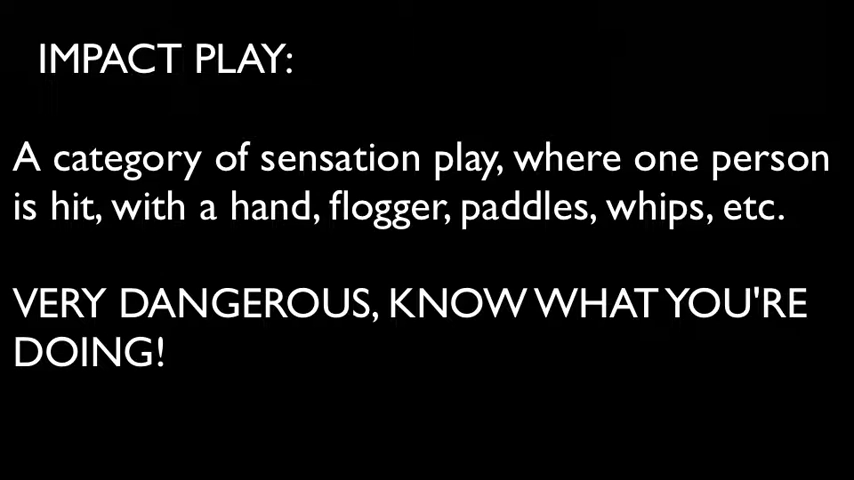 IMPACT PLAY:
A category of sensation play, where one person
is hit, with a hand, flogger, paddles, whips, etc.
VERY DANGEROUS, KNOW WHAT YOU'RE
DOING!